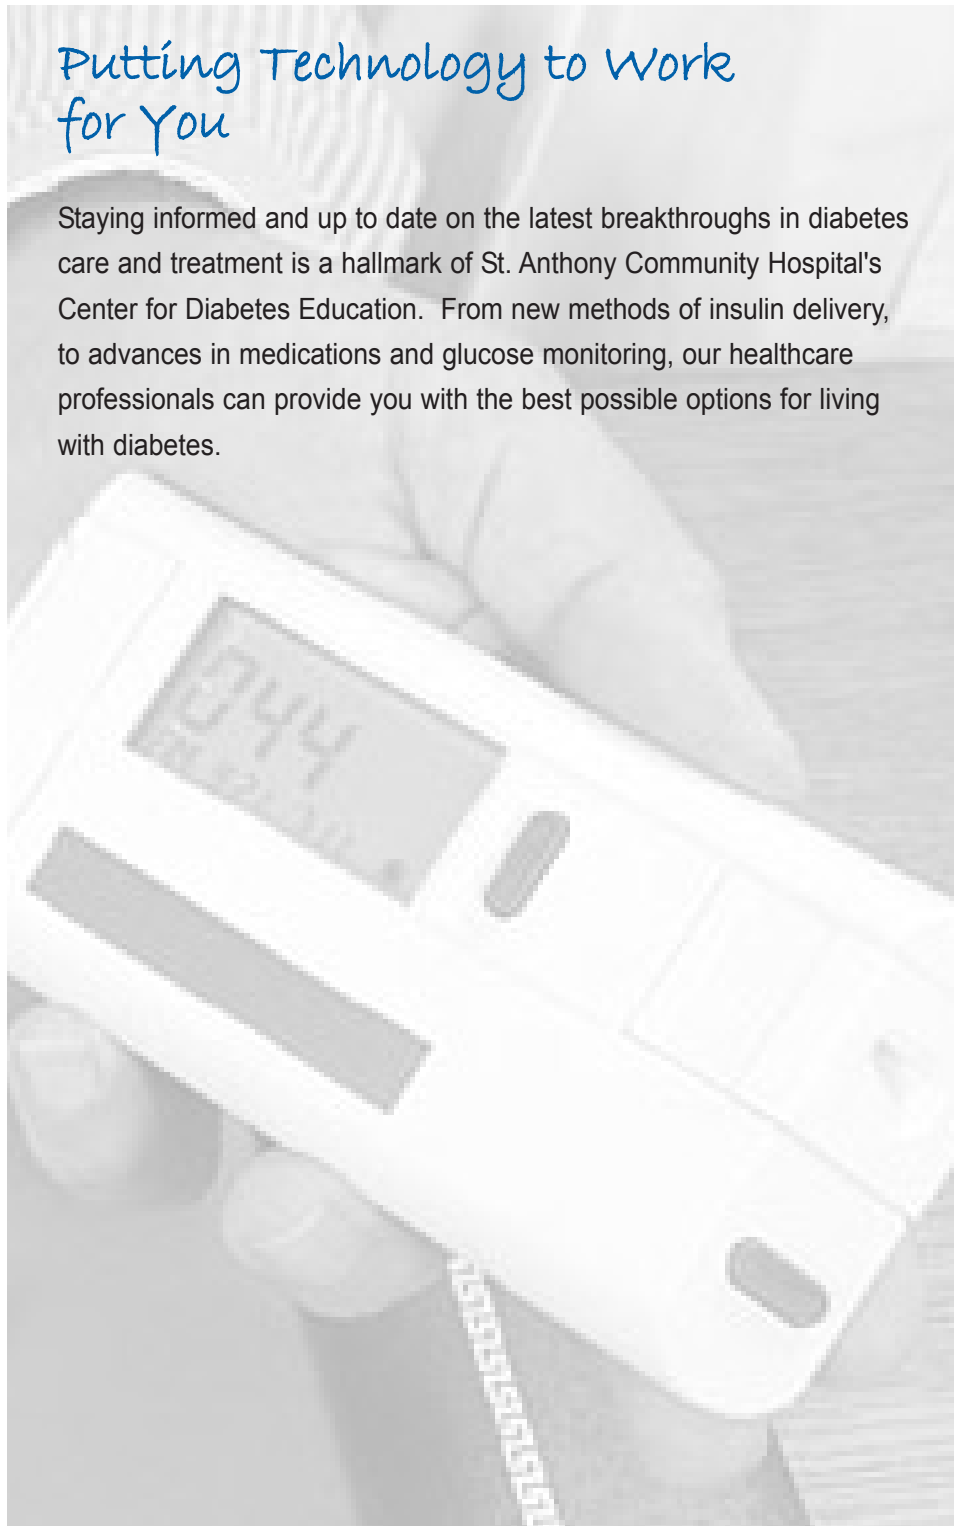 Putting Technology to Work
for You
Staying informed and up to date on the latest breakthroughs in diabetes
care and treatment is a hallmark of St. Anthony Community Hospital's
Center for Diabetes Education.  From new methods of insulin delivery,
to advances in medications and glucose monitoring, our healthcare
professionals can provide you with the best possible options for living
with diabetes.
044